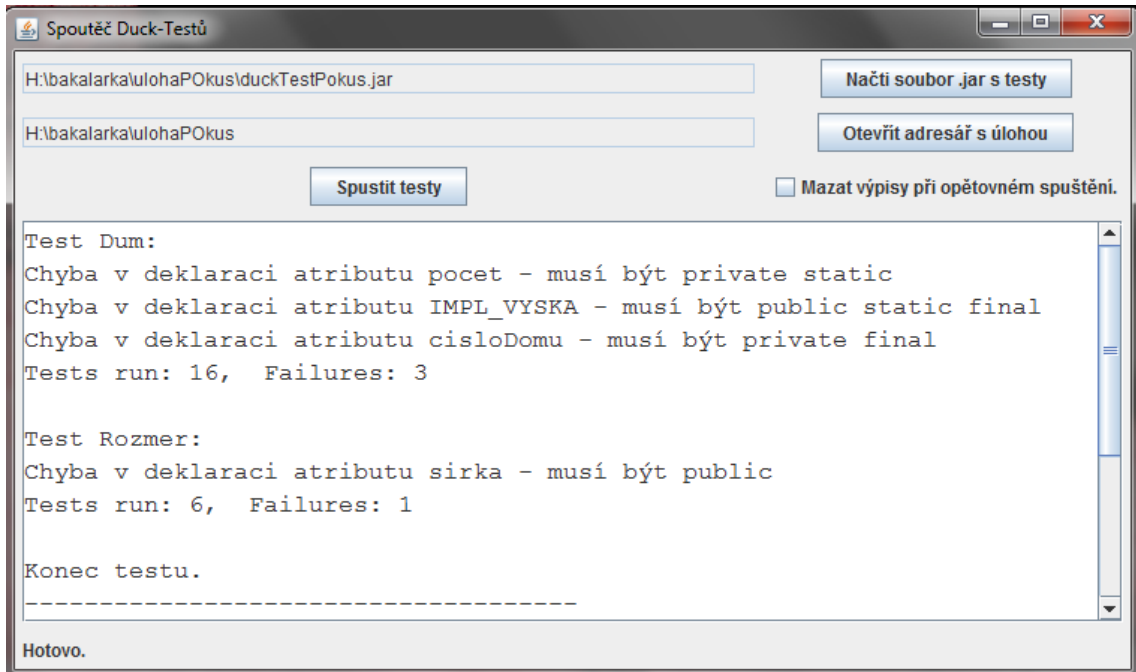 Spoutěč Duck-Testů
H:\bakalarka\ulohaPOkus\duckTestPokus.jar
Načti soubor .jar s testy
H:\bakalarka\ulohaPOkus
Otevřít adresář s úlohou
Spustit testy
Mazat výpisy při opětovném spuštění.
Test Dum:
Chyba v deklaraci atributu pocet - musí být private static
Chyba v deklaraci atributu IMPL_VYSKA - musí být public static final
Chyba v deklaraci atributu cisloDomu - musí být private final
Tests run: 16,  Failures: 3
Test Rozmer:
Chyba v deklaraci atributu sirka - musí být public
Tests run: 6,  Failures: 1
Konec testu.
-------------------------------------
Hotovo.